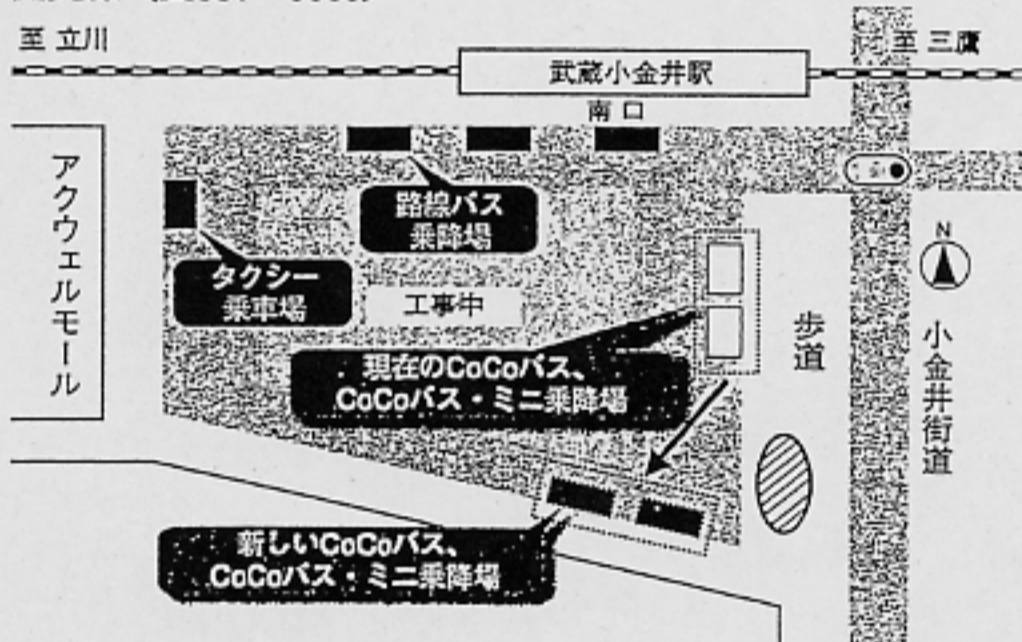 至 立川
至 三鷹
武蔵小金井駅
南口
アクウェルモール
路線バス
乗降場
タクシー
乗車場
工事中
現在のCoCoバス、
CoCoバス・ミニ乗降場
歩道
N
小金井街道
新しいCoCoバス、
CoCoバス・ミニ乗降場